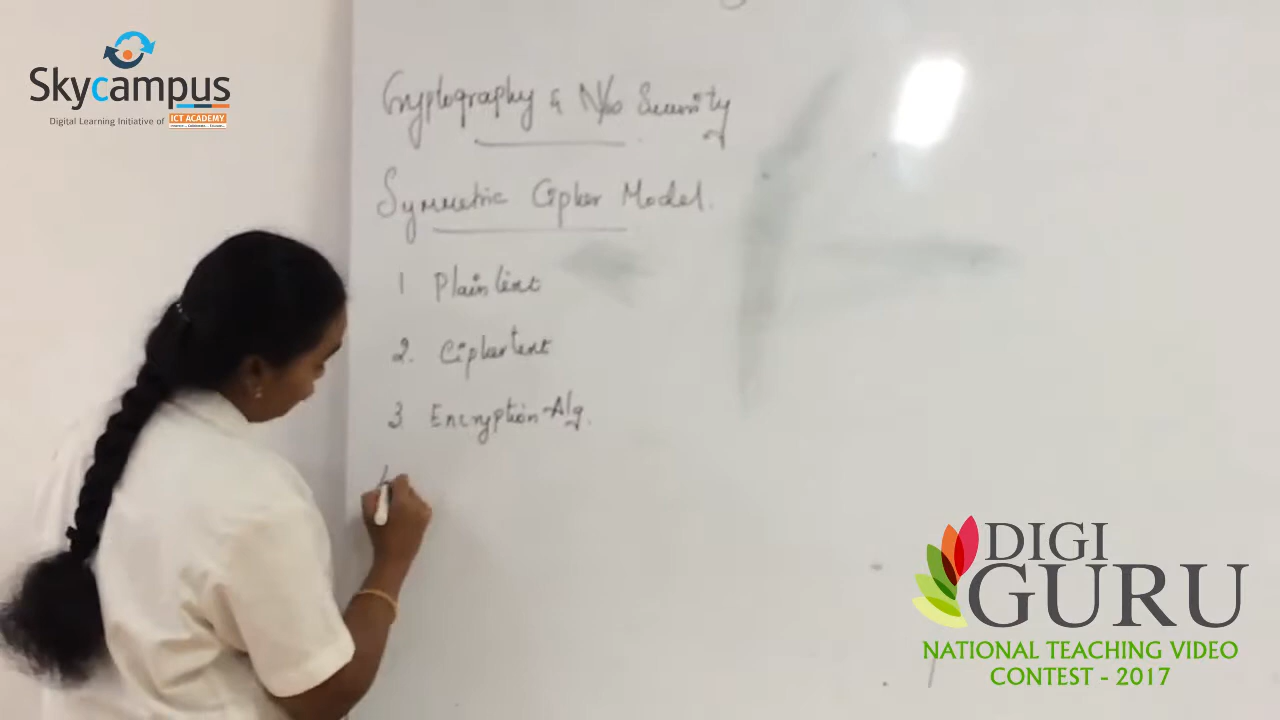 Skycampus
Digital Learning Initiative of ICT ACADEMY
Cryptography & N/w Security
Symmetric Cipher Model.
1 Plaintext
2. Ciphertext
3 Encryption Alg.
DIGI
GURU
NATIONAL TEACHING VIDEO
CONTEST - 2017